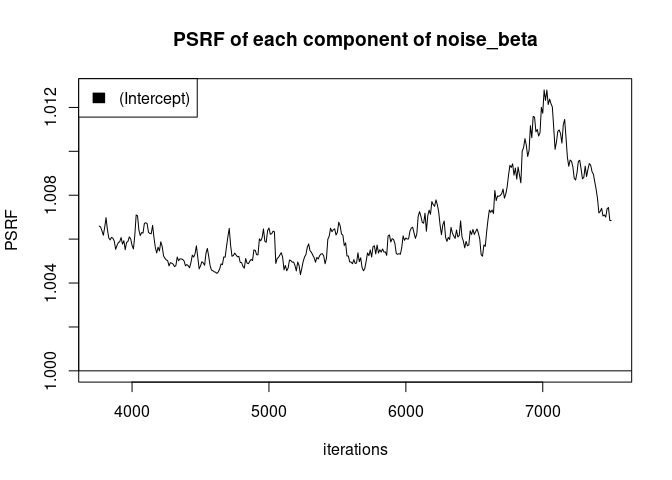 PSRF of each component of noise_beta
(Intercept)
PSRF
1.012
1.008
1.004
1.000
4000 5000 6000 7000
iterations